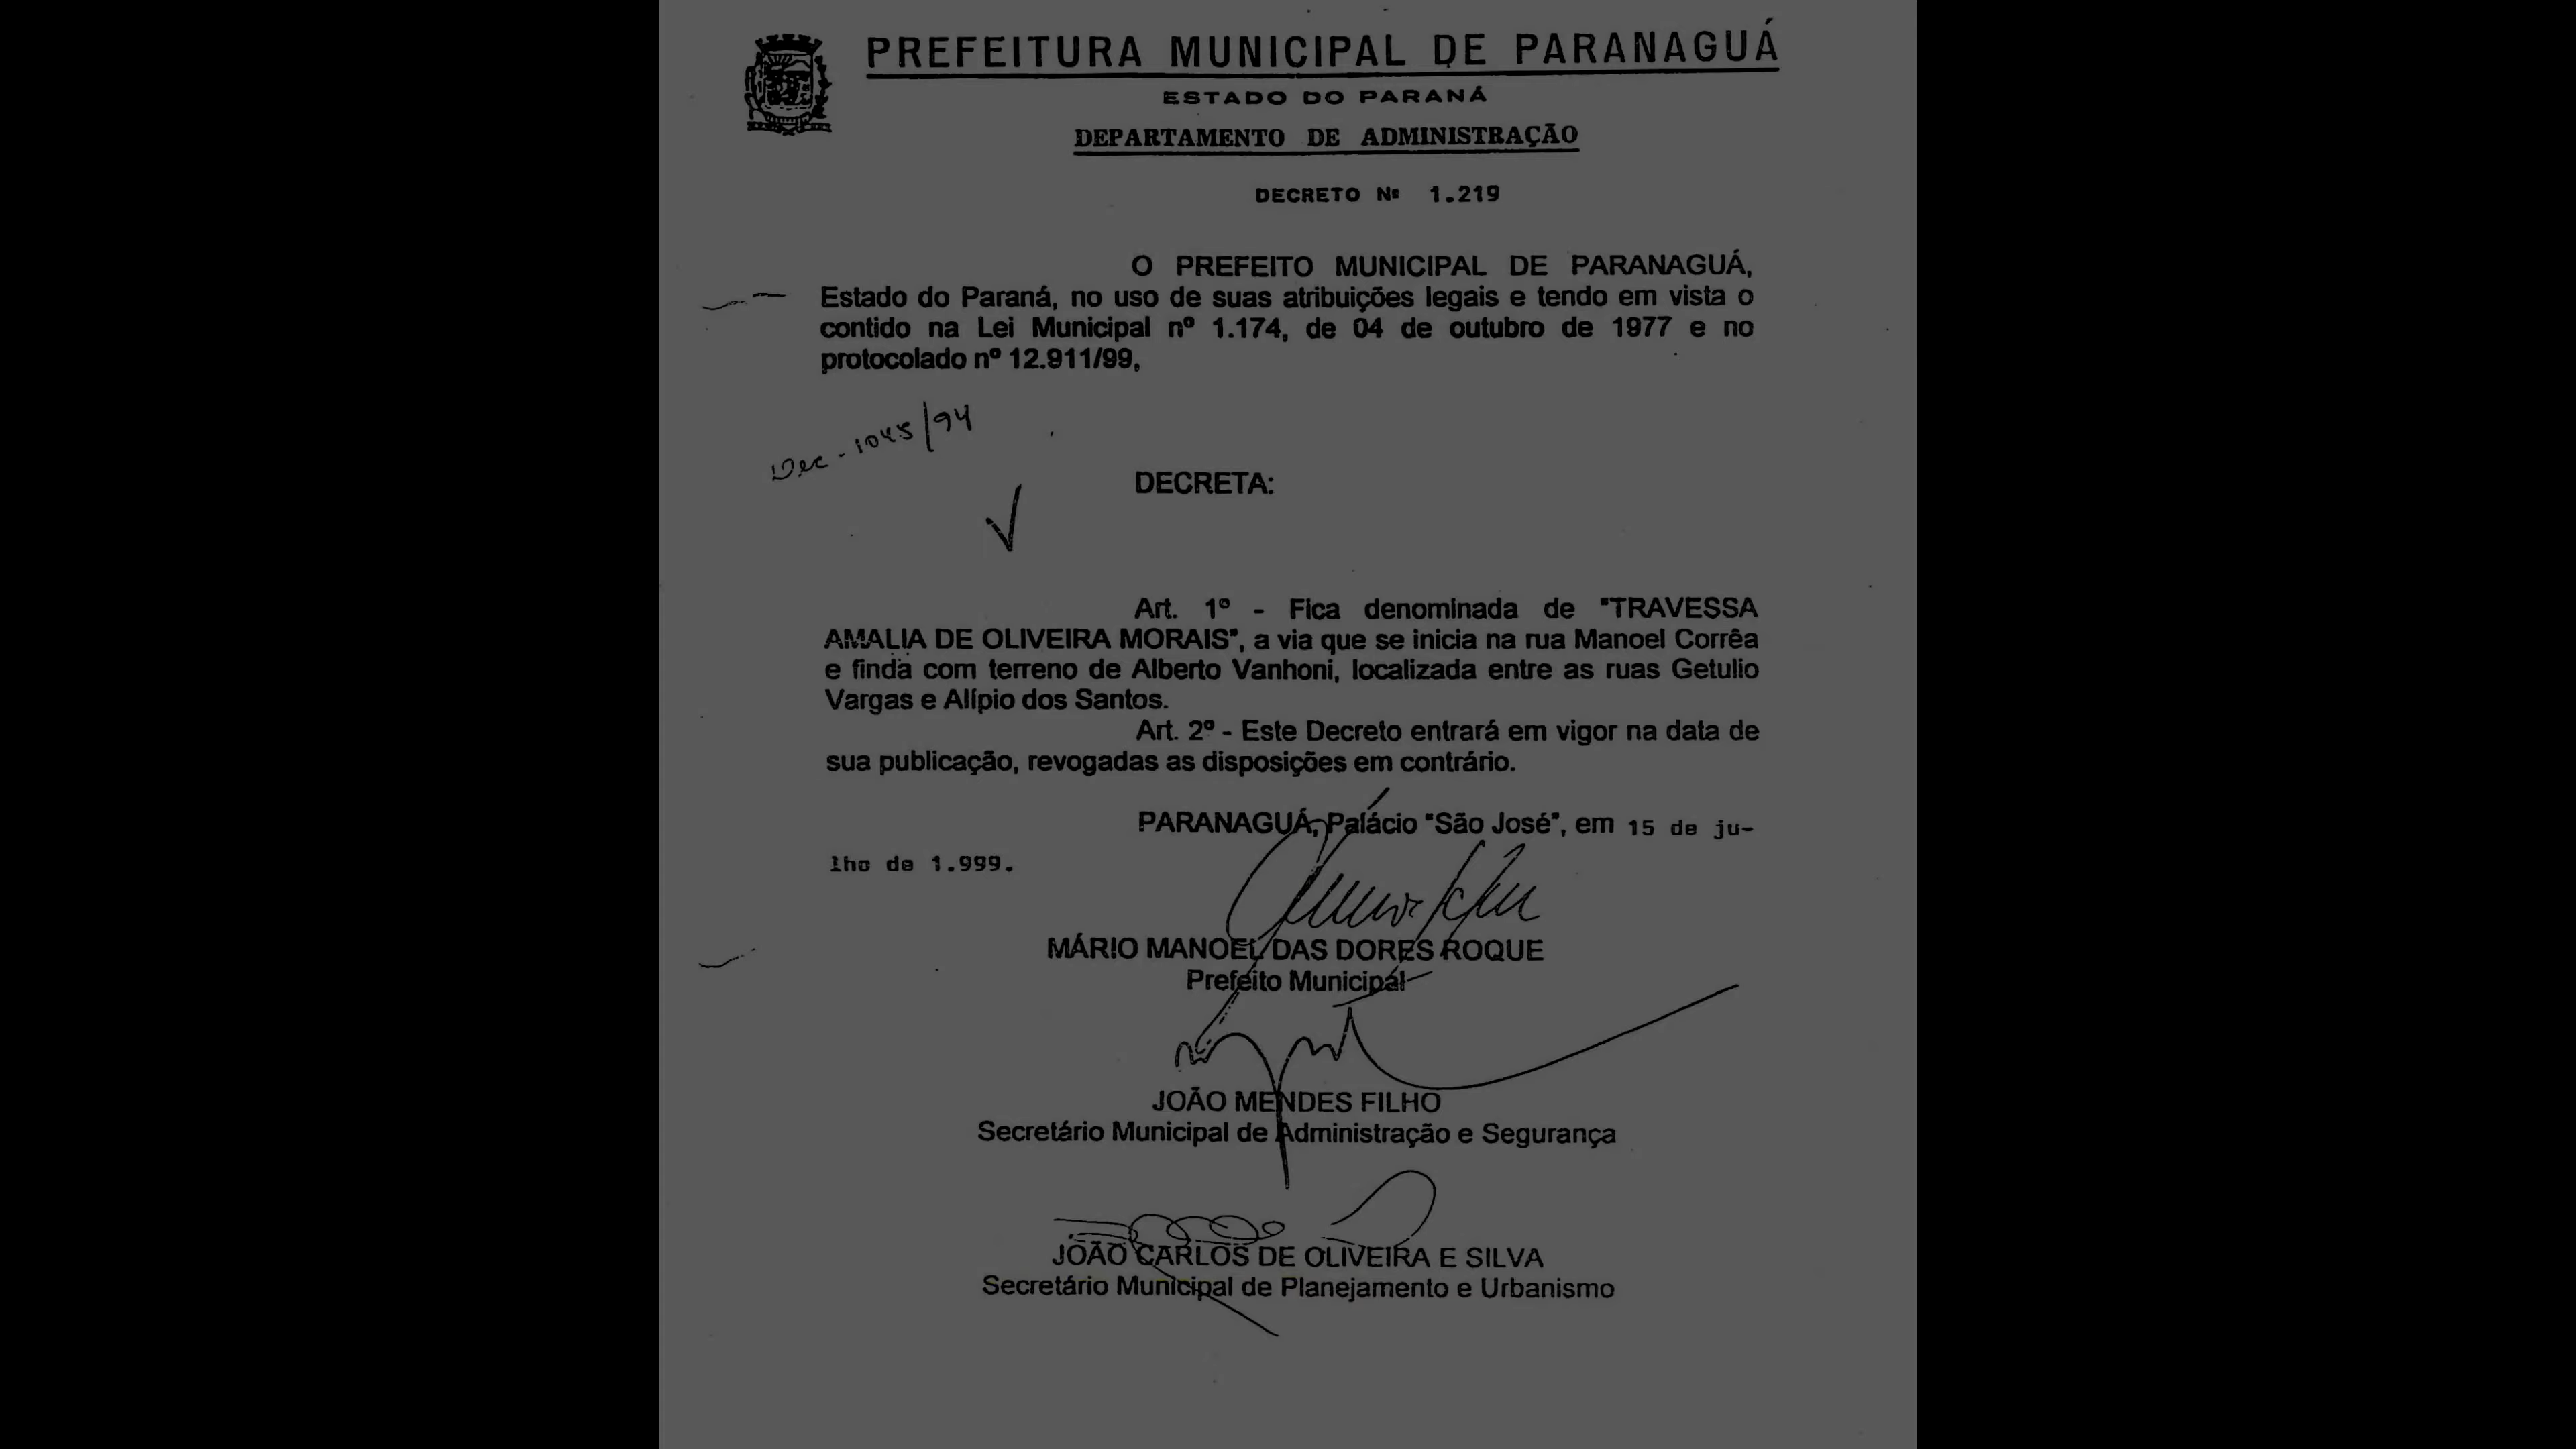 PREFEITURA MUNICIPAL DE PARANAGUÁ
ESTADO DO PARANÁ
DEPARTAMENTO DE ADMINISTRAÇÃO
DECRETO Nº 1.219
O PREFEITO MUNICIPAL DE PARANAGUÁ,
Estado do Paraná, no uso de suas atribuições legais e tendo em vista o
contido na Lei Municipal nº 1.174, de 04 de outubro de 1977 e no
protocolado nº 12.911/99,
Dec - 1045/94
DECRETA:
Art. 1º - Fica denominada de "TRAVESSA
AMALIA DE OLIVEIRA MORAIS", a via que se inicia na rua Manoel Corrêa
e finda com terreno de Alberto Vanhoni, localizada entre as ruas Getulio
Vargas e Alípio dos Santos.
Art. 2º - Este Decreto entrará em vigor na data de
sua publicação, revogadas as disposições em contrário.
PARANAGUÁ, Palácio "São José", em 15 de ju-
lho de 1.999.
MÁRIO MANOEL DAS DORES ROQUE
Prefeito Municipal
JOÃO MENDES FILHO
Secretário Municipal de Administração e Segurança
JOÃO CARLOS DE OLIVEIRA E SILVA
Secretário Municipal de Planejamento e Urbanismo